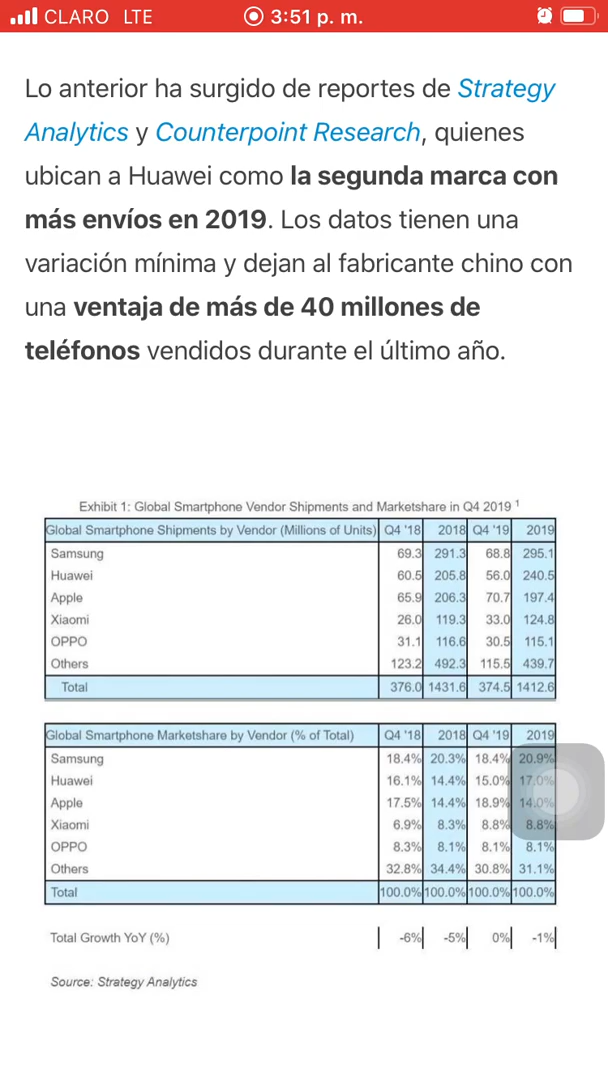 CLARO LTE 3:51 p. m.
Lo anterior ha surgido de reportes de Strategy
Analytics y Counterpoint Research, quienes
ubican a Huawei como la segunda marca con
más envíos en 2019. Los datos tienen una
variación mínima y dejan al fabricante chino con
una ventaja de más de 40 millones de
teléfonos vendidos durante el último año.
Exhibit 1: Global Smartphone Vendor Shipments and Marketshare in Q4 2019 ¹
Global Smartphone Shipments by Vendor (Millions of Units) Q4 '18 2018 Q4 '19 2019
Samsung 69.3 291.3 68.8 295.1
Huawei 60.5 205.8 56.0 240.5
Apple 65.9 206.3 70.7 197.4
Xiaomi 26.0 119.3 33.0 124.8
OPPO 31.1 116.6 30.5 115.1
Others 123.2 492.3 115.5 439.7
Total 376.0 1431.6 374.5 1412.6
Global Smartphone Marketshare by Vendor (% of Total) Q4 '18 2018 Q4 '19 2019
Samsung 18.4% 20.3% 18.4% 20.9%
Huawei 16.1% 14.4% 15.0% 17.0%
Apple 17.5% 14.4% 18.9% 14.0%
Xiaomi 6.9% 8.3% 8.8% 8.8%
OPPO 8.3% 8.1% 8.1% 8.1%
Others 32.8% 34.4% 30.8% 31.1%
Total 100.0% 100.0% 100.0% 100.0%
Total Growth YoY (%) -6% -5% 0% -1%
Source: Strategy Analytics